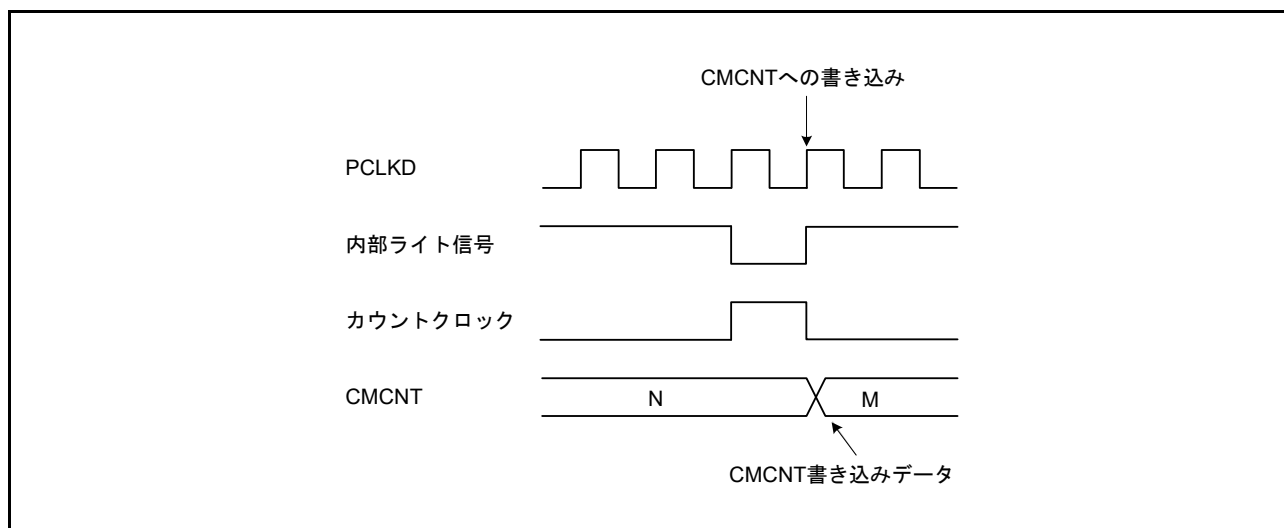 CMCNTへの書き込み
PCLKD
内部ライト信号
カウントクロック
CMCNT
N
M
CMCNT書き込みデータ